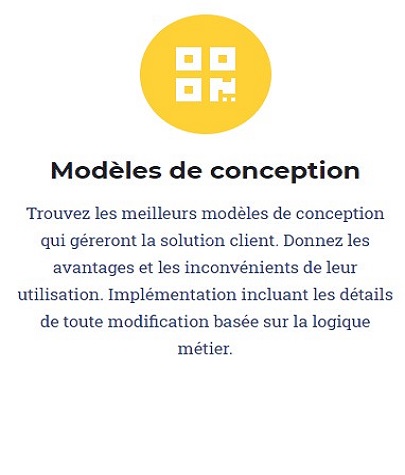 Modèles de conception
Trouvez les meilleurs modèles de conception
qui géreront la solution client. Donnez les
avantages et les inconvénients de leur
utilisation. Implémentation incluant les détails
de toute modification basée sur la logique
métier.